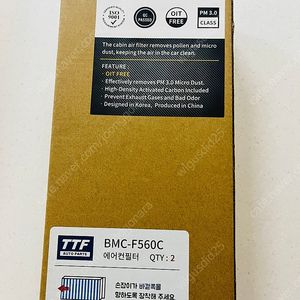 ISO 9001
QC PASSED
OIT FREE
PM 3.0
CLASS
The cabin air filter removes pollen and micro
dust, keeping the air in the car clean.
FEATURE :
- OIT FREE
- Effectively removes PM 3.0 Micro Dust.
- High-Density Activated Carbon Included
- Prevent Exhaust Gases and Bad Odor
- Designed in Korea, Produced in China
TTF
AUTO PARTS
BMC-F560C
에어컨필터 QTY : 2
손잡이가 바깥쪽을
향하도록 장착해 주세요